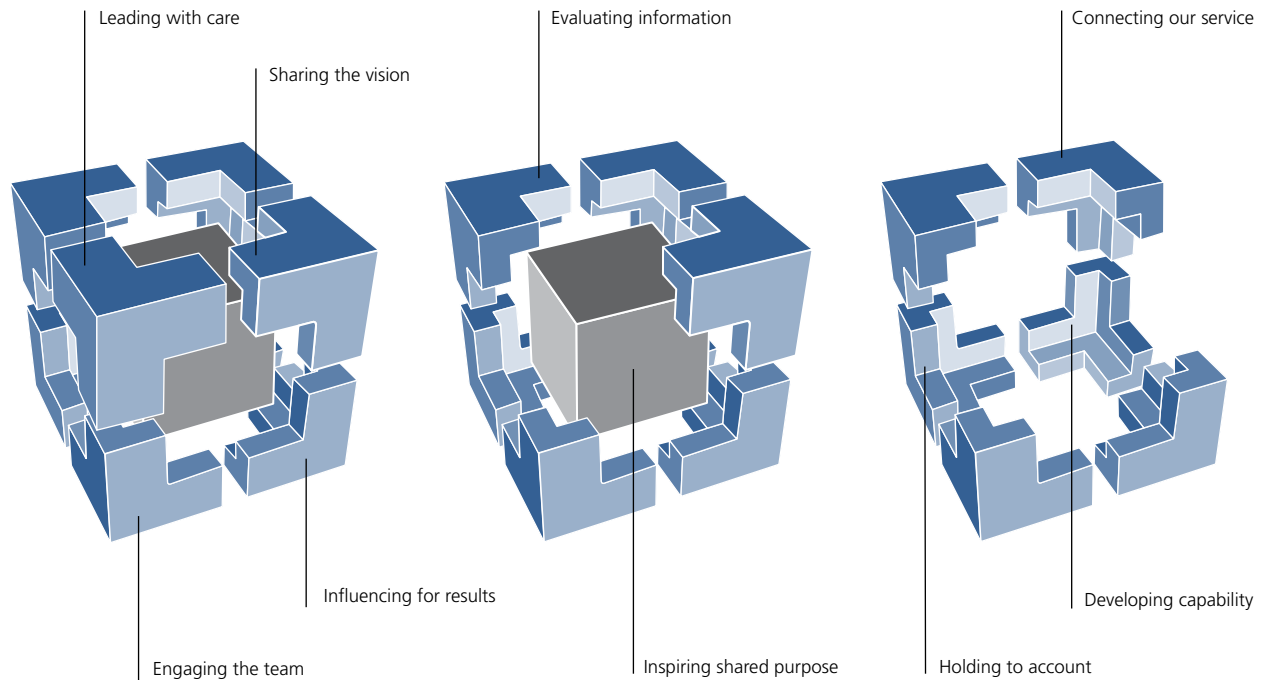 Leading with care
Evaluating information
Connecting our service
Sharing the vision
Influencing for results
Developing capability
Engaging the team
Inspiring shared purpose
Holding to account